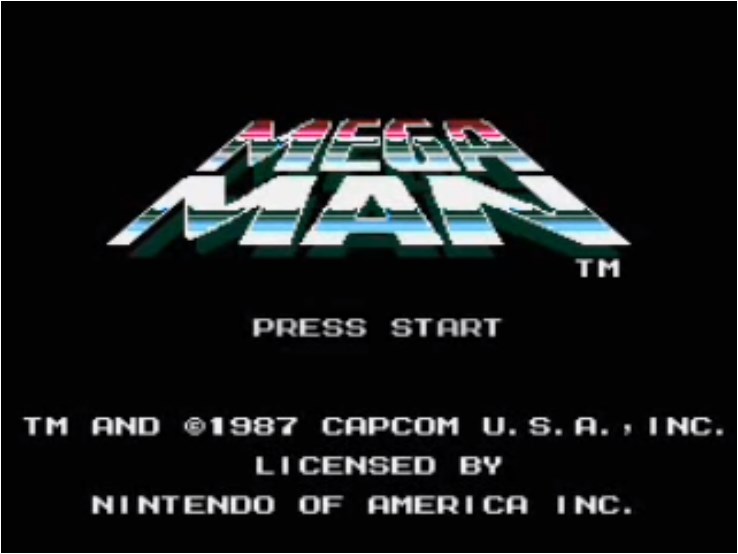 MEGA
MAN
TM
PRESS START
TM AND ©1987 CAPCOM U.S.A., INC.
LICENSED BY
NINTENDO OF AMERICA INC.